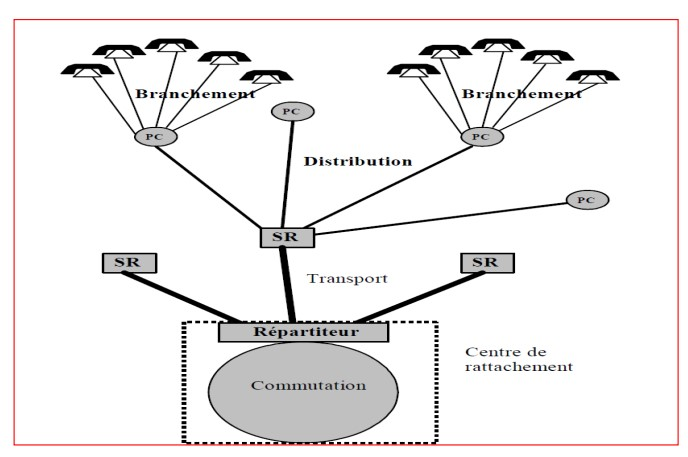 Branchement
Branchement
PC
PC
PC
Distribution
PC
SR
SR
SR
Transport
Répartiteur
Centre de
rattachement
Commutation